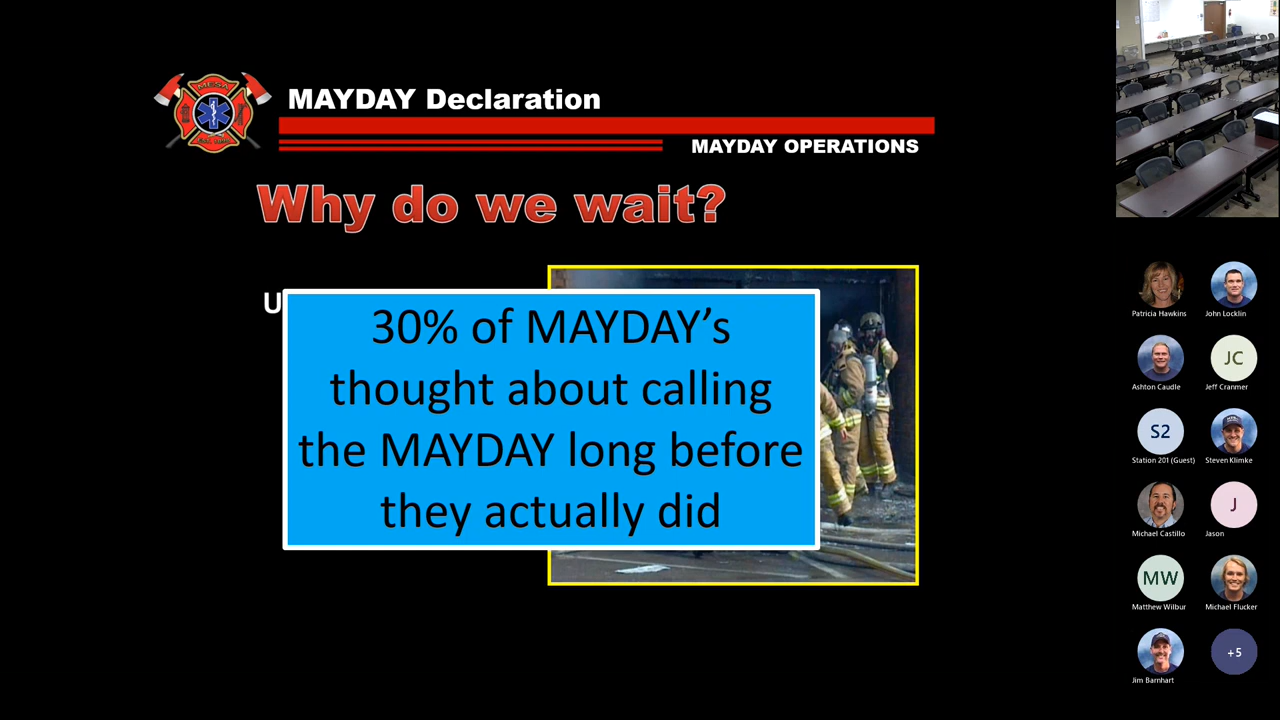 MAYDAY Declaration
MAYDAY OPERATIONS
Why do we wait?
U
30% of MAYDAY’s
thought about calling
the MAYDAY long before
they actually did
Patricia Hawkins
John Locklin
Ashton Caudle
JC
Jeff Cranmer
S2
Station 201 (Guest)
Steven Klimke
Michael Castillo
J
Jason
MW
Matthew Wilbur
Michael Flucker
Jim Barnhart
+5